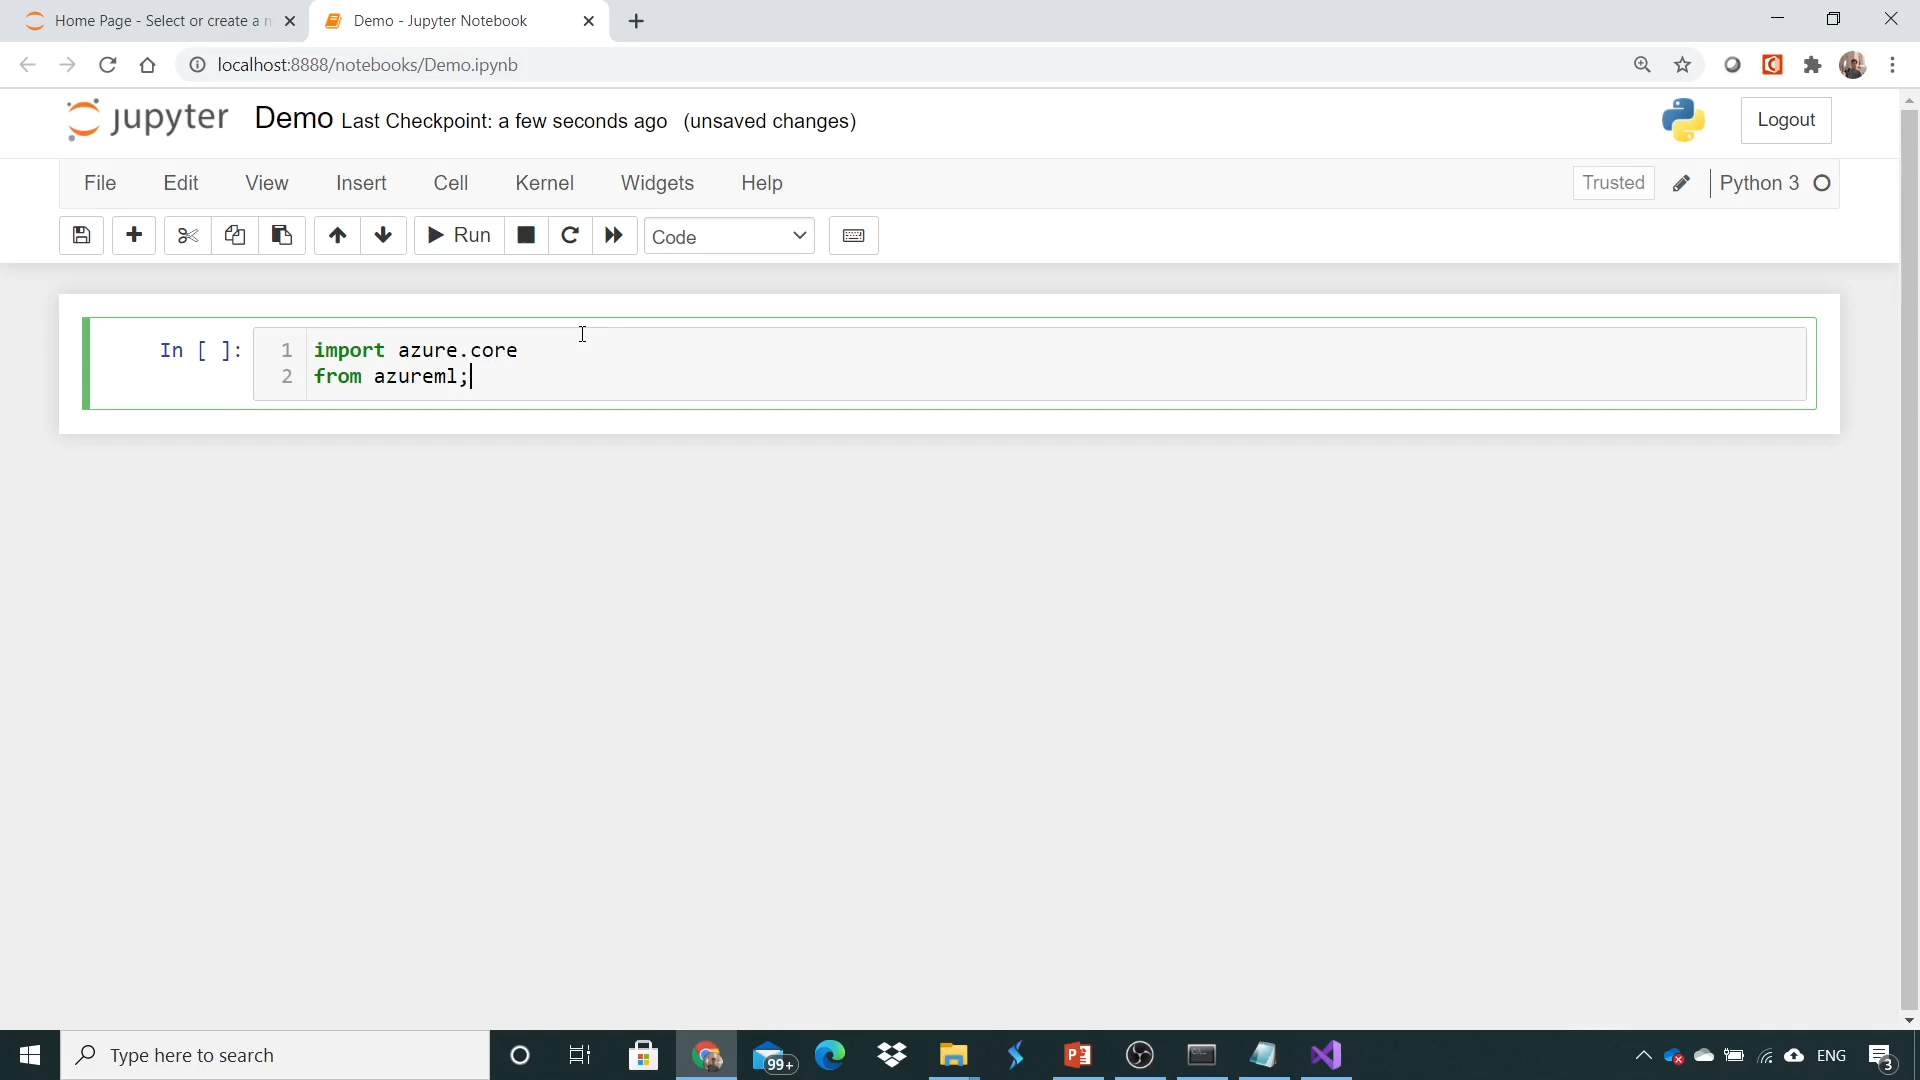 Home Page - Select or create a n
Demo - Jupyter Notebook
localhost:8888/notebooks/Demo.ipynb
jupyter Demo Last Checkpoint: a few seconds ago (unsaved changes)
Logout
File Edit View Insert Cell Kernel Widgets Help Trusted Python 3
Run Code
In [ ]: 1 import azure.core
2 from azureml;
Type here to search
99+
ENG
3